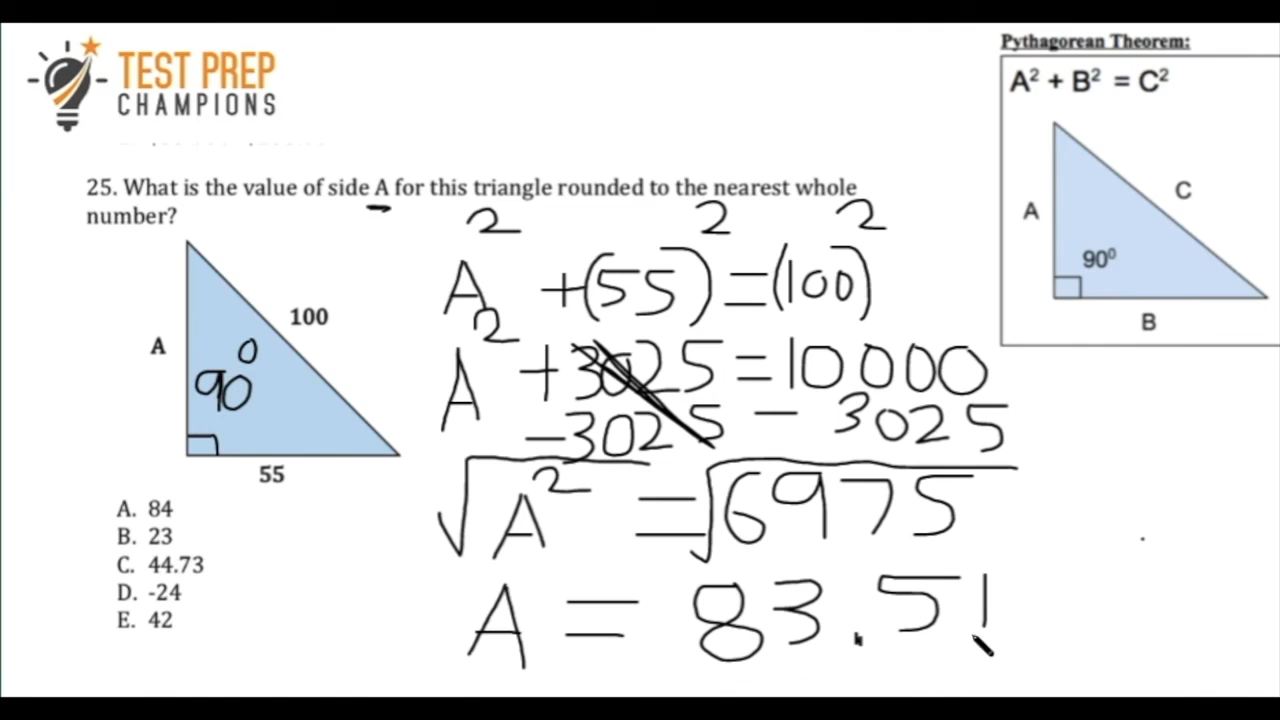 TEST PREP
CHAMPIONS
Pythagorean Theorem:
A² + B² = C²
A
C
90⁰
B
25. What is the value of side A for this triangle rounded to the nearest whole
number?
A
100
90⁰
55
A. 84
B. 23
C. 44.73
D. -24
E. 42
A² + (55)² = (100)²
A² + 3025 = 10000
-3025 - 3025
√A² = √6975
A = 83.51